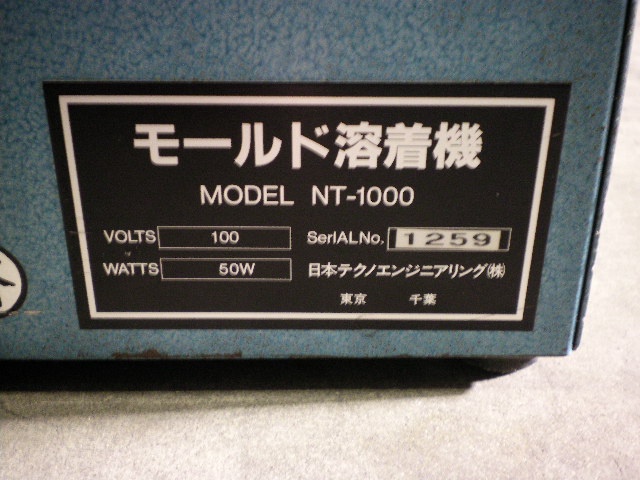 モールド溶着機
MODEL NT-1000
VOLTS 100 SerIALNo. 1259
WATTS 50W 日本テクノエンジニアリング(株)
東京 千葉